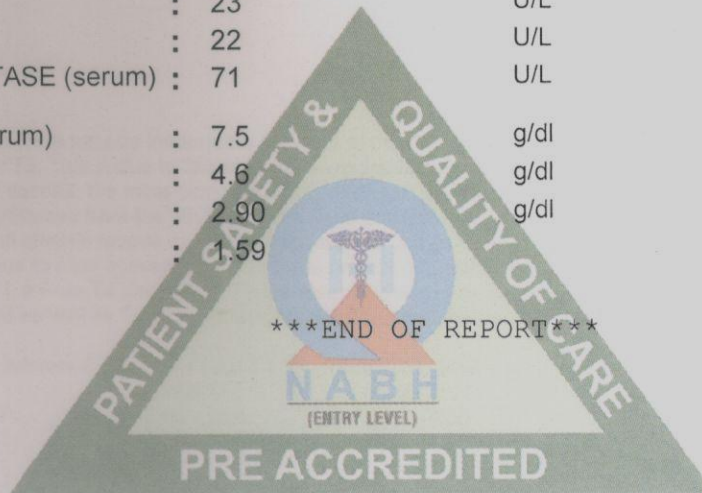 : 23 U/L
: 22 U/L
TASE (serum) : 71 U/L
rum) : 7.5 g/dl
: 4.6 g/dl
: 2.90 g/dl
: 1.59
PATIENT SAFETY & QUALITY OF CARE
***END OF REPORT***
NABH
(ENTRY LEVEL)
PRE ACCREDITED